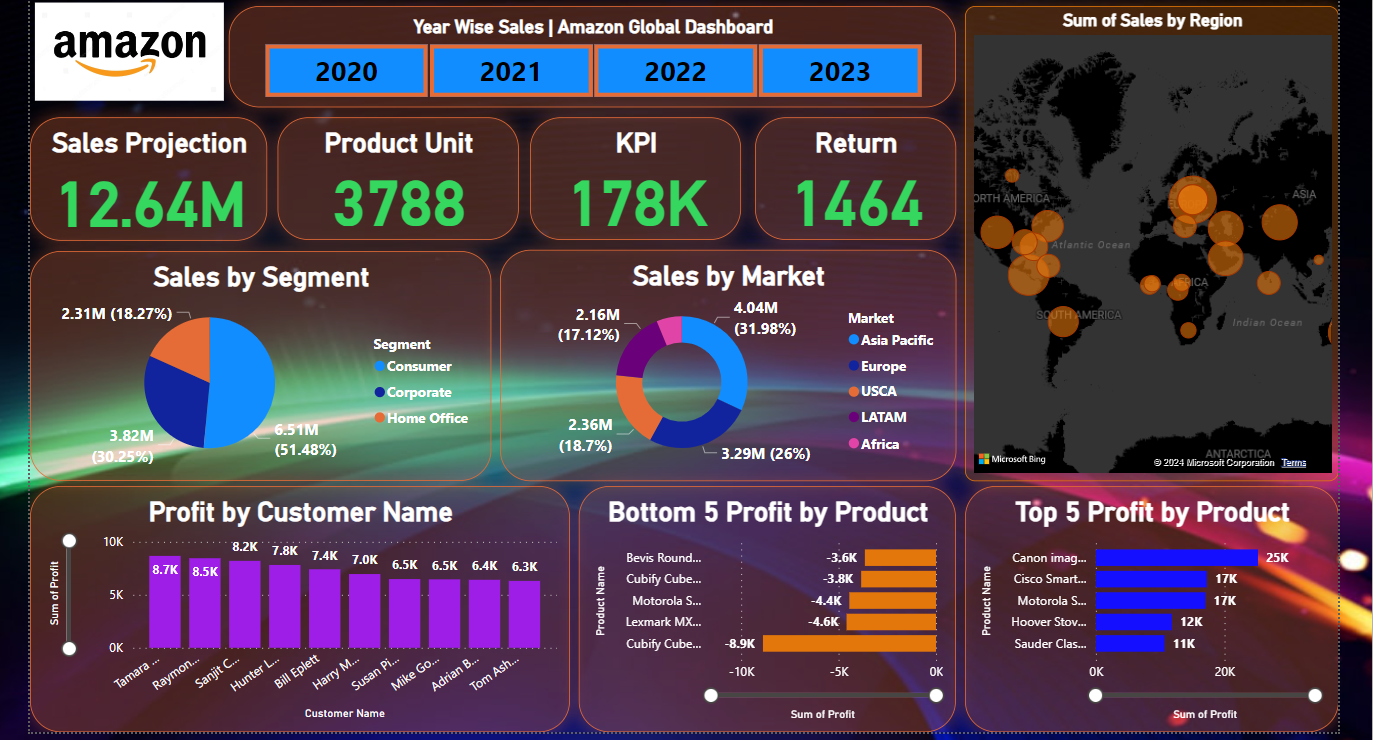 amazon
Year Wise Sales | Amazon Global Dashboard
2020
2021
2022
2023
Sum of Sales by Region
NORTH AMERICA
ASIA
Atlantic Ocean
AFRICA
SOUTH AMERICA
Indian Ocean
ANTARCTICA
Microsoft Bing
© 2024 Microsoft Corporation Terms
Sales Projection
12.64M
Product Unit
3788
KPI
178K
Return
1464
Sales by Segment
2.31M (18.27%)
3.82M
(30.25%)
6.51M
(51.48%)
Segment
Consumer
Corporate
Home Office
Sales by Market
2.16M
(17.12%)
4.04M
(31.98%)
2.36M
(18.7%)
3.29M (26%)
Market
Asia Pacific
Europe
USCA
LATAM
Africa
Profit by Customer Name
Sum of Profit
10K
5K
0K
8.7K
8.5K
8.2K
7.8K
7.4K
7.0K
6.5K
6.5K
6.4K
6.3K
Tamara ...
Raymon...
Sanjit C...
Hunter L...
Bill Eplett
Harry M...
Susan Pi...
Mike Go...
Adrian B...
Tom Ash...
Customer Name
Bottom 5 Profit by Product
Product Name
Bevis Round... -3.6K
Cubify Cube... -3.8K
Motorola S... -4.4K
Lexmark MX... -4.6K
Cubify Cube... -8.9K
-10K -5K 0K
Sum of Profit
Top 5 Profit by Product
Product Name
Canon imag... 25K
Cisco Smart... 17K
Motorola S... 17K
Hoover Stov... 12K
Sauder Clas... 11K
0K 20K
Sum of Profit